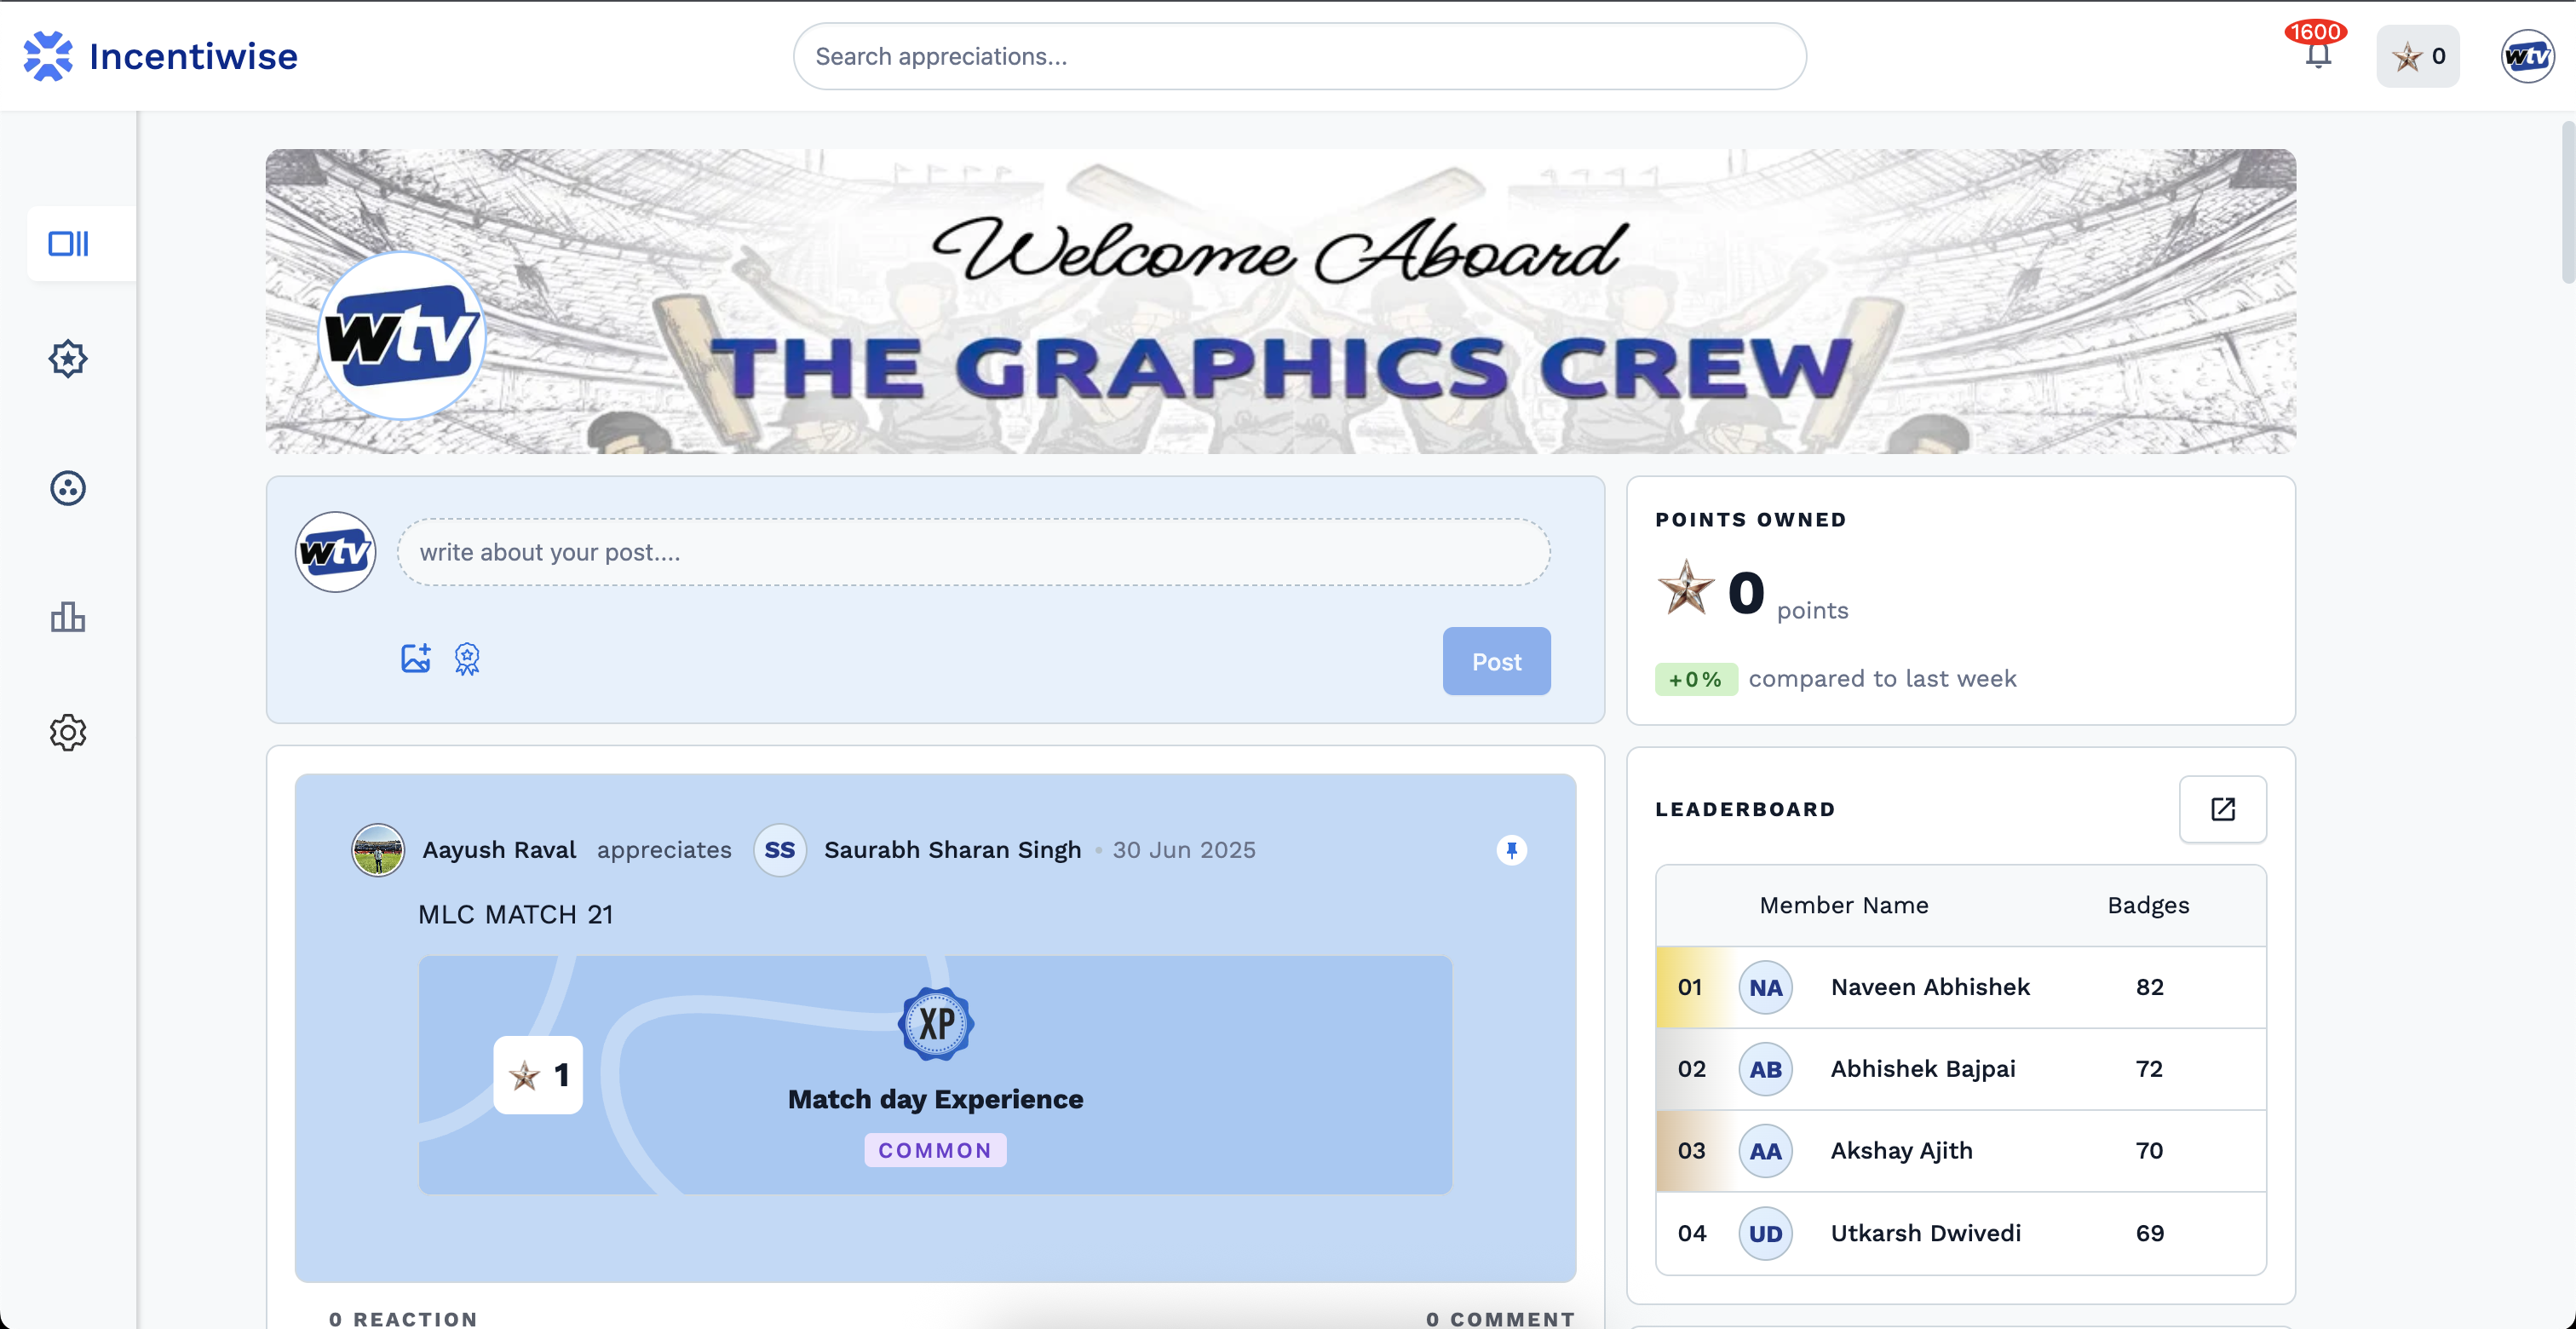 Incentiwise
Search appreciations...
1600
0
wtv
Welcome Aboard
THE GRAPHICS CREW
wtv
wtv
write about your post....
Post
POINTS OWNED
0 points
+0% compared to last week
Aayush Raval appreciates SS Saurabh Sharan Singh • 30 Jun 2025
MLC MATCH 21
XP
1
Match day Experience
COMMON
0 REACTION
0 COMMENT
LEADERBOARD
Member Name Badges
01 NA Naveen Abhishek 82
02 AB Abhishek Bajpai 72
03 AA Akshay Ajith 70
04 UD Utkarsh Dwivedi 69